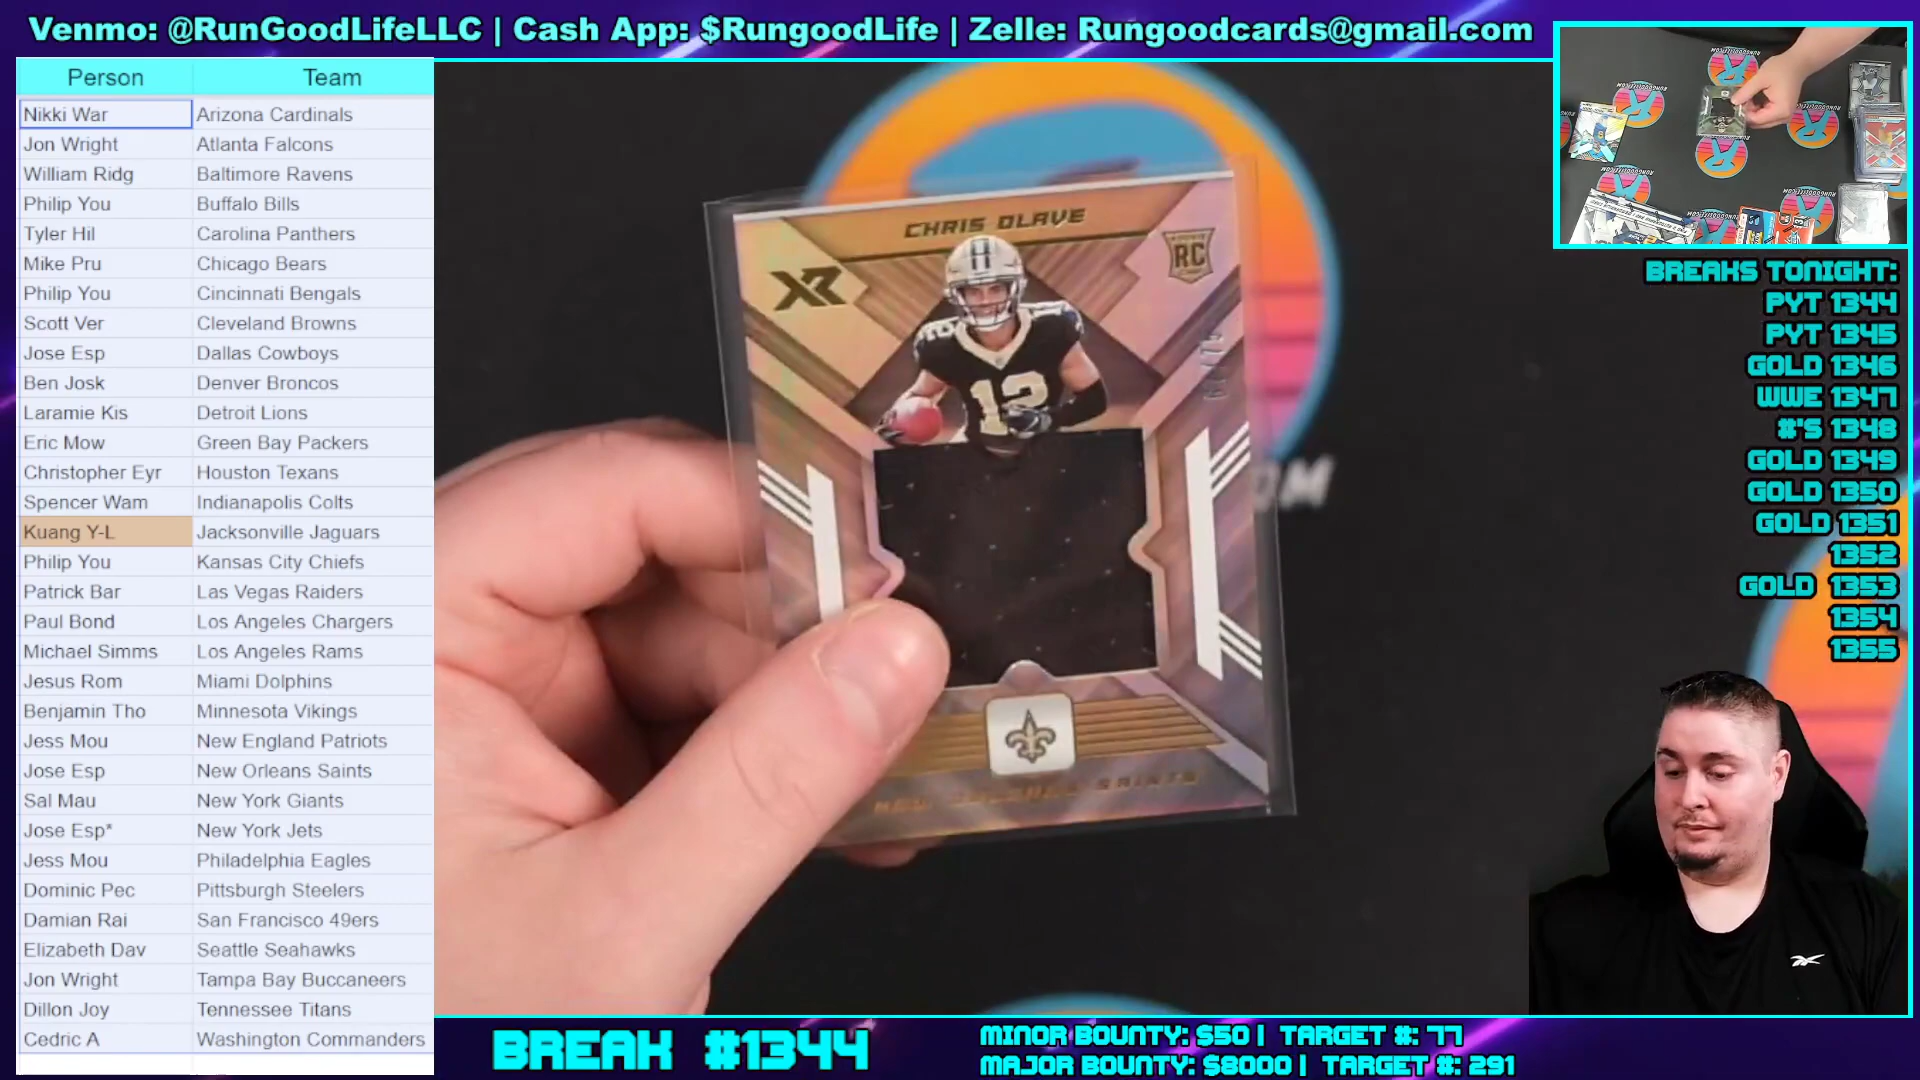 Venmo: @RunGoodLifeLLC | Cash App: $RungoodLife | Zelle: Rungoodcards@gmail.com
Person Team
Nikki War Arizona Cardinals
Jon Wright Atlanta Falcons
William Ridg Baltimore Ravens
Philip You Buffalo Bills
Tyler Hil Carolina Panthers
Mike Pru Chicago Bears
Philip You Cincinnati Bengals
Scott Ver Cleveland Browns
Jose Esp Dallas Cowboys
Ben Josk Denver Broncos
Laramie Kis Detroit Lions
Eric Mow Green Bay Packers
Christopher Eyr Houston Texans
Spencer Wam Indianapolis Colts
Kuang Y-L Jacksonville Jaguars
Philip You Kansas City Chiefs
Patrick Bar Las Vegas Raiders
Paul Bond Los Angeles Chargers
Michael Simms Los Angeles Rams
Jesus Rom Miami Dolphins
Benjamin Tho Minnesota Vikings
Jess Mou New England Patriots
Jose Esp New Orleans Saints
Sal Mau New York Giants
Jose Esp* New York Jets
Jess Mou Philadelphia Eagles
Dominic Pec Pittsburgh Steelers
Damian Rai San Francisco 49ers
Elizabeth Dav Seattle Seahawks
Jon Wright Tampa Bay Buccaneers
Dillon Joy Tennessee Titans
Cedric A Washington Commanders
CHRIS OLAVE
XR
RC
12
NEW ORLEANS SAINTS
OM
BREAKS TONIGHT:
PYT 1344
PYT 1345
GOLD 1346
WWE 1347
#'S 1348
GOLD 1349
GOLD 1350
GOLD 1351
1352
GOLD 1353
1354
1355
BREAK #1344
MINOR BOUNTY: $50 | TARGET #: 77
MAJOR BOUNTY: $8000 | TARGET #: 291